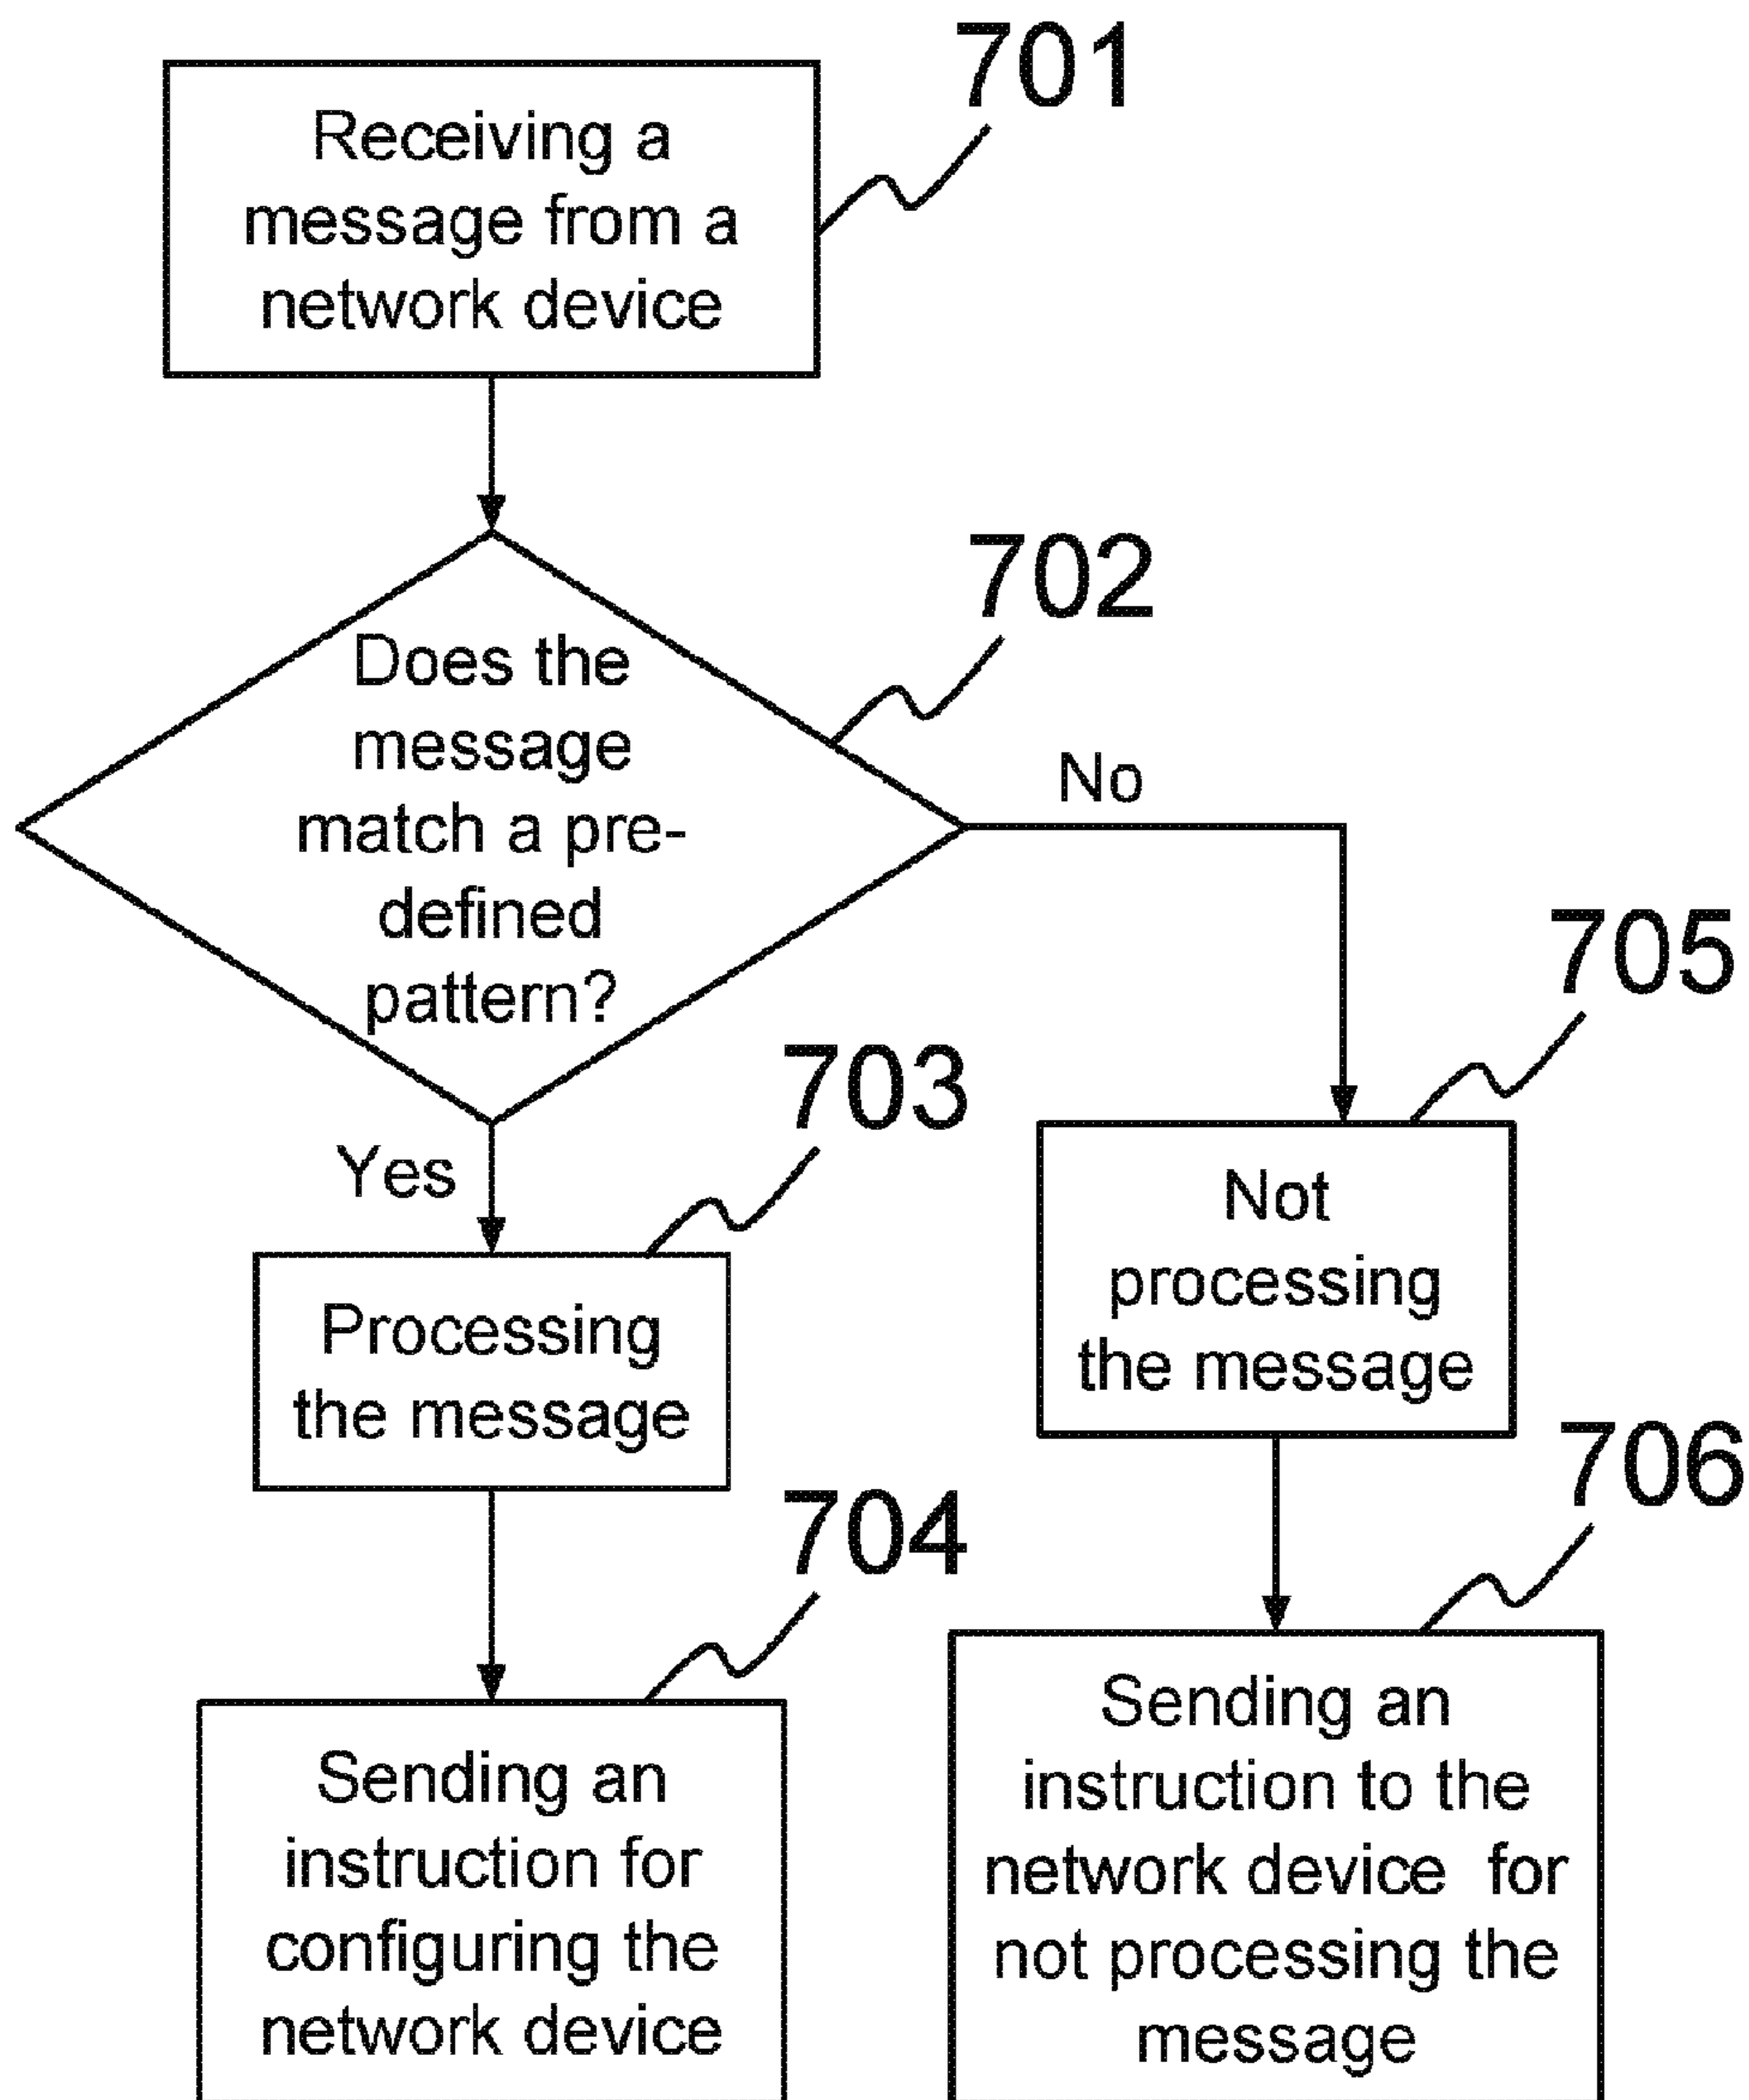 701
Receiving a
message from a
network device
702
Does the
message
match a pre-
defined
pattern?
No
Yes
703
Processing
the message
704
Sending an
instruction for
configuring the
network device
705
Not
processing
the message
706
Sending an
instruction to the
network device for
not processing the
message